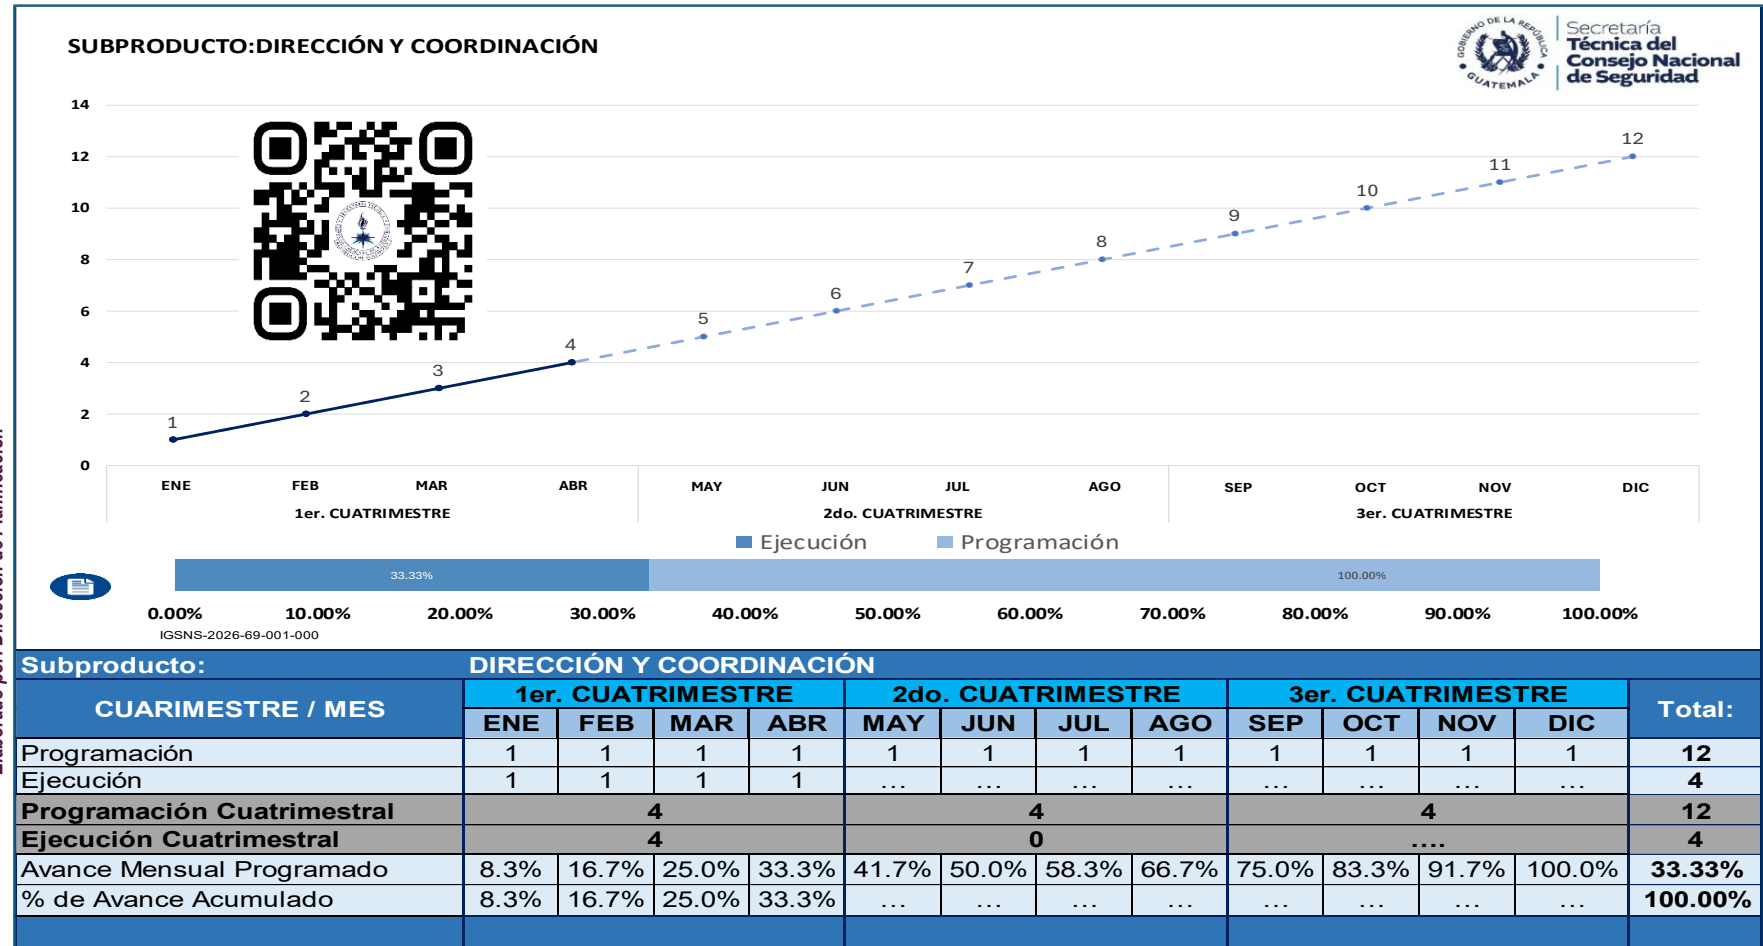 SUBPRODUCTO:DIRECCIÓN Y COORDINACIÓN
GOBIERNO DE LA REPÚBLICA
GUATEMALA
Secretaría
Técnica del
Consejo Nacional
de Seguridad
14
12
10
8
6
4
2
0
1
2
3
4
5
6
7
8
9
10
11
12
ENE FEB MAR ABR MAY JUN JUL AGO SEP OCT NOV DIC
1er. CUATRIMESTRE 2do. CUATRIMESTRE 3er. CUATRIMESTRE
Ejecución Programación
33.33% 100.00%
0.00% 10.00% 20.00% 30.00% 40.00% 50.00% 60.00% 70.00% 80.00% 90.00% 100.00%
IGSNS-2026-69-001-000
Subproducto: DIRECCIÓN Y COORDINACIÓN
CUARIMESTRE / MES 1er. CUATRIMESTRE 2do. CUATRIMESTRE 3er. CUATRIMESTRE Total:
ENE FEB MAR ABR MAY JUN JUL AGO SEP OCT NOV DIC
Programación 1 1 1 1 1 1 1 1 1 1 1 1 12
Ejecución 1 1 1 1 ... ... ... ... ... ... ... ... 4
Programación Cuatrimestral 4 4 4 12
Ejecución Cuatrimestral 4 0 .... 4
Avance Mensual Programado 8.3% 16.7% 25.0% 33.3% 41.7% 50.0% 58.3% 66.7% 75.0% 83.3% 91.7% 100.0% 33.33%
% de Avance Acumulado 8.3% 16.7% 25.0% 33.3% ... ... ... ... ... ... ... ... 100.00%